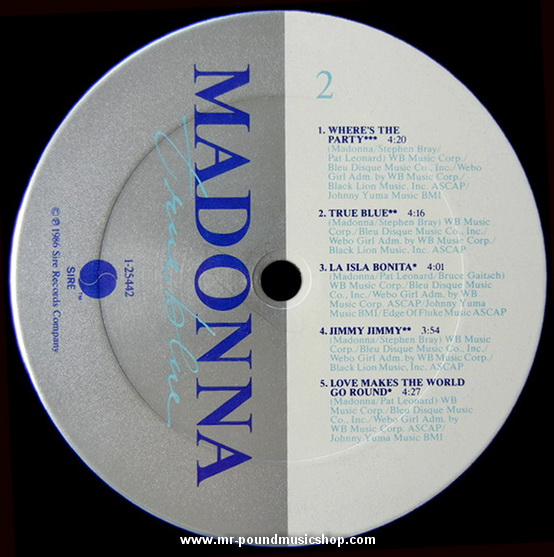 MADONNA
True blue
© ℗ 1986 Sire Records Company
SIRE™
1-25442
2
1. WHERE'S THE
PARTY*** 4:20
(Madonna/Stephen Bray/
Pat Leonard) WB Music Corp./
Bleu Disque Music Co., Inc./Webo
Girl Adm. by WB Music Corp./
Black Lion Music, Inc. ASCAP/
Johnny Yuma Music BMI
2. TRUE BLUE** 4:16
(Madonna/Stephen Bray) WB Music
Corp./Bleu Disque Music Co., Inc./
Webo Girl Adm. by WB Music Corp./
Black Lion Music, Inc. ASCAP
3. LA ISLA BONITA* 4:01
(Madonna/Pat Leonard/Bruce Gaitsch)
WB Music Corp./Bleu Disque Music
Co., Inc./Webo Girl Adm. by WB
Music Corp. ASCAP/Johnny Yuma
Music BMI/Edge Of Fluke Music ASCAP
4. JIMMY JIMMY** 3:54
(Madonna/Stephen Bray) WB Music
Corp./Bleu Disque Music Co., Inc./
Webo Girl Adm. by WB Music Corp./
Black Lion Music, Inc. ASCAP
5. LOVE MAKES THE WORLD
GO ROUND* 4:27
(Madonna/Pat Leonard) WB
Music Corp./Bleu Disque Music
Co., Inc./Webo Girl Adm. by
WB Music Corp. ASCAP/
Johnny Yuma Music BMI
www.mr-poundmusicshop.com